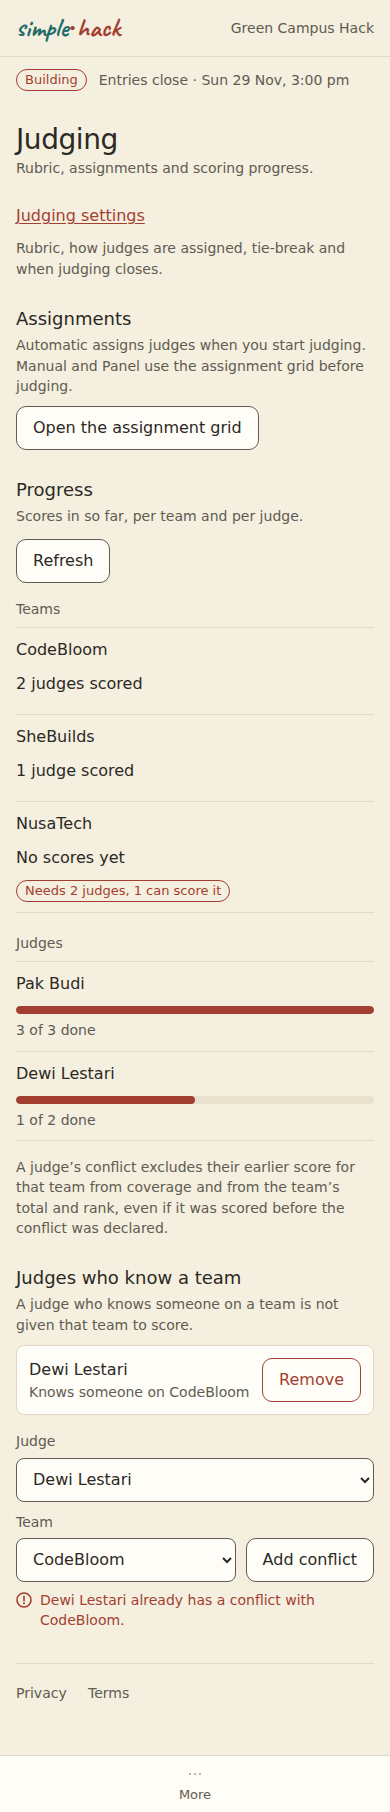 simple·hack
Green Campus Hack
Building
Entries close · Sun 29 Nov, 3:00 pm
Judging
Rubric, assignments and scoring progress.
Judging settings
Rubric, how judges are assigned, tie-break and
when judging closes.
Assignments
Automatic assigns judges when you start judging.
Manual and Panel use the assignment grid before
judging.
Open the assignment grid
Progress
Scores in so far, per team and per judge.
Refresh
Teams
CodeBloom
2 judges scored
SheBuilds
1 judge scored
NusaTech
No scores yet
Needs 2 judges, 1 can score it
Judges
Pak Budi
3 of 3 done
Dewi Lestari
1 of 2 done
A judge’s conflict excludes their earlier score for
that team from coverage and from the team’s
total and rank, even if it was scored before the
conflict was declared.
Judges who know a team
A judge who knows someone on a team is not
given that team to score.
Dewi Lestari
Knows someone on CodeBloom
Remove
Judge
Dewi Lestari
Team
CodeBloom
Add conflict
Dewi Lestari already has a conflict with
CodeBloom.
Privacy
Terms
...
More